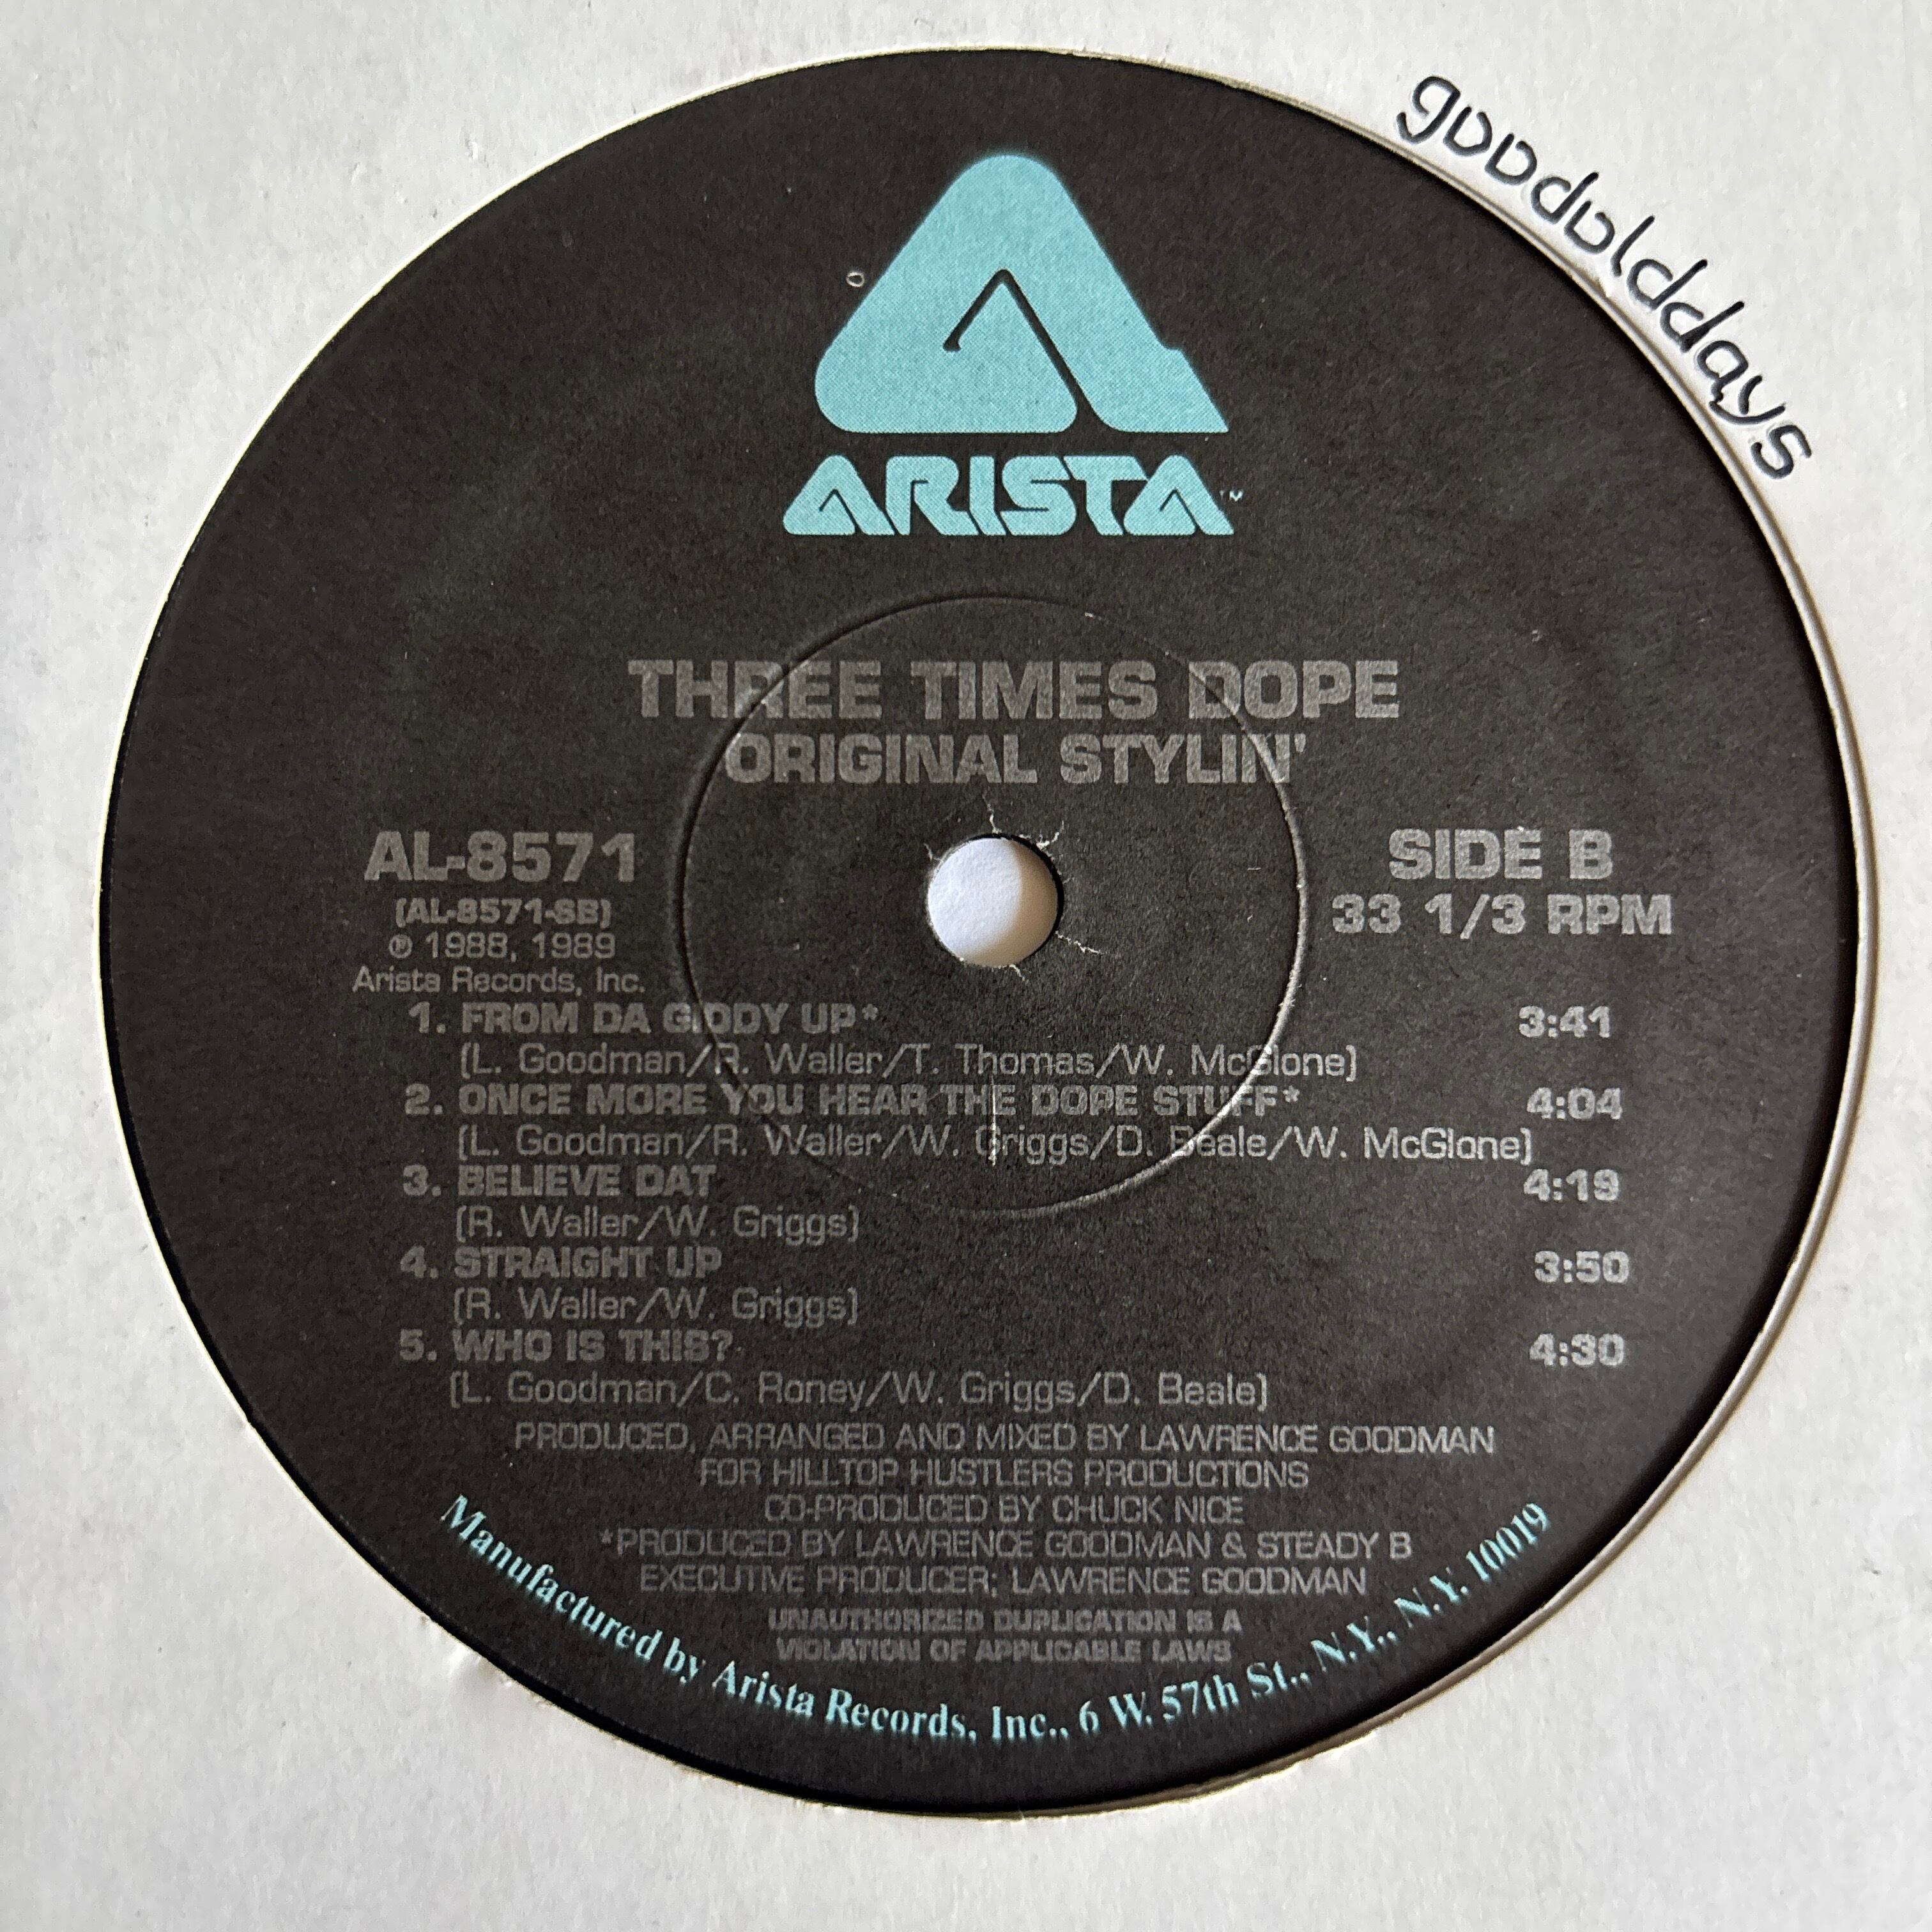 goodolddays
ARISTA™
THREE TIMES DOPE
ORIGINAL STYLIN'
AL-8571
(AL-8571-SB)
℗ 1988, 1989
Arista Records, Inc.
SIDE B
33 1/3 RPM
1. FROM DA GIDDY UP* 3:41
(L. Goodman/R. Waller/T. Thomas/W. McGlone)
2. ONCE MORE YOU HEAR THE DOPE STUFF* 4:04
(L. Goodman/R. Waller/W. Griggs/D. Beale/W. McGlone)
3. BELIEVE DAT 4:19
(R. Waller/W. Griggs)
4. STRAIGHT UP 3:50
(R. Waller/W. Griggs)
5. WHO IS THIS? 4:30
(L. Goodman/C. Roney/W. Griggs/D. Beale)
PRODUCED, ARRANGED AND MIXED BY LAWRENCE GOODMAN
FOR HILLTOP HUSTLERS PRODUCTIONS
CO-PRODUCED BY CHUCK NICE
*PRODUCED BY LAWRENCE GOODMAN & STEADY B
EXECUTIVE PRODUCER; LAWRENCE GOODMAN
UNAUTHORIZED DUPLICATION IS A
VIOLATION OF APPLICABLE LAWS
Manufactured by Arista Records, Inc., 6 W. 57th St., N.Y., N.Y. 10019